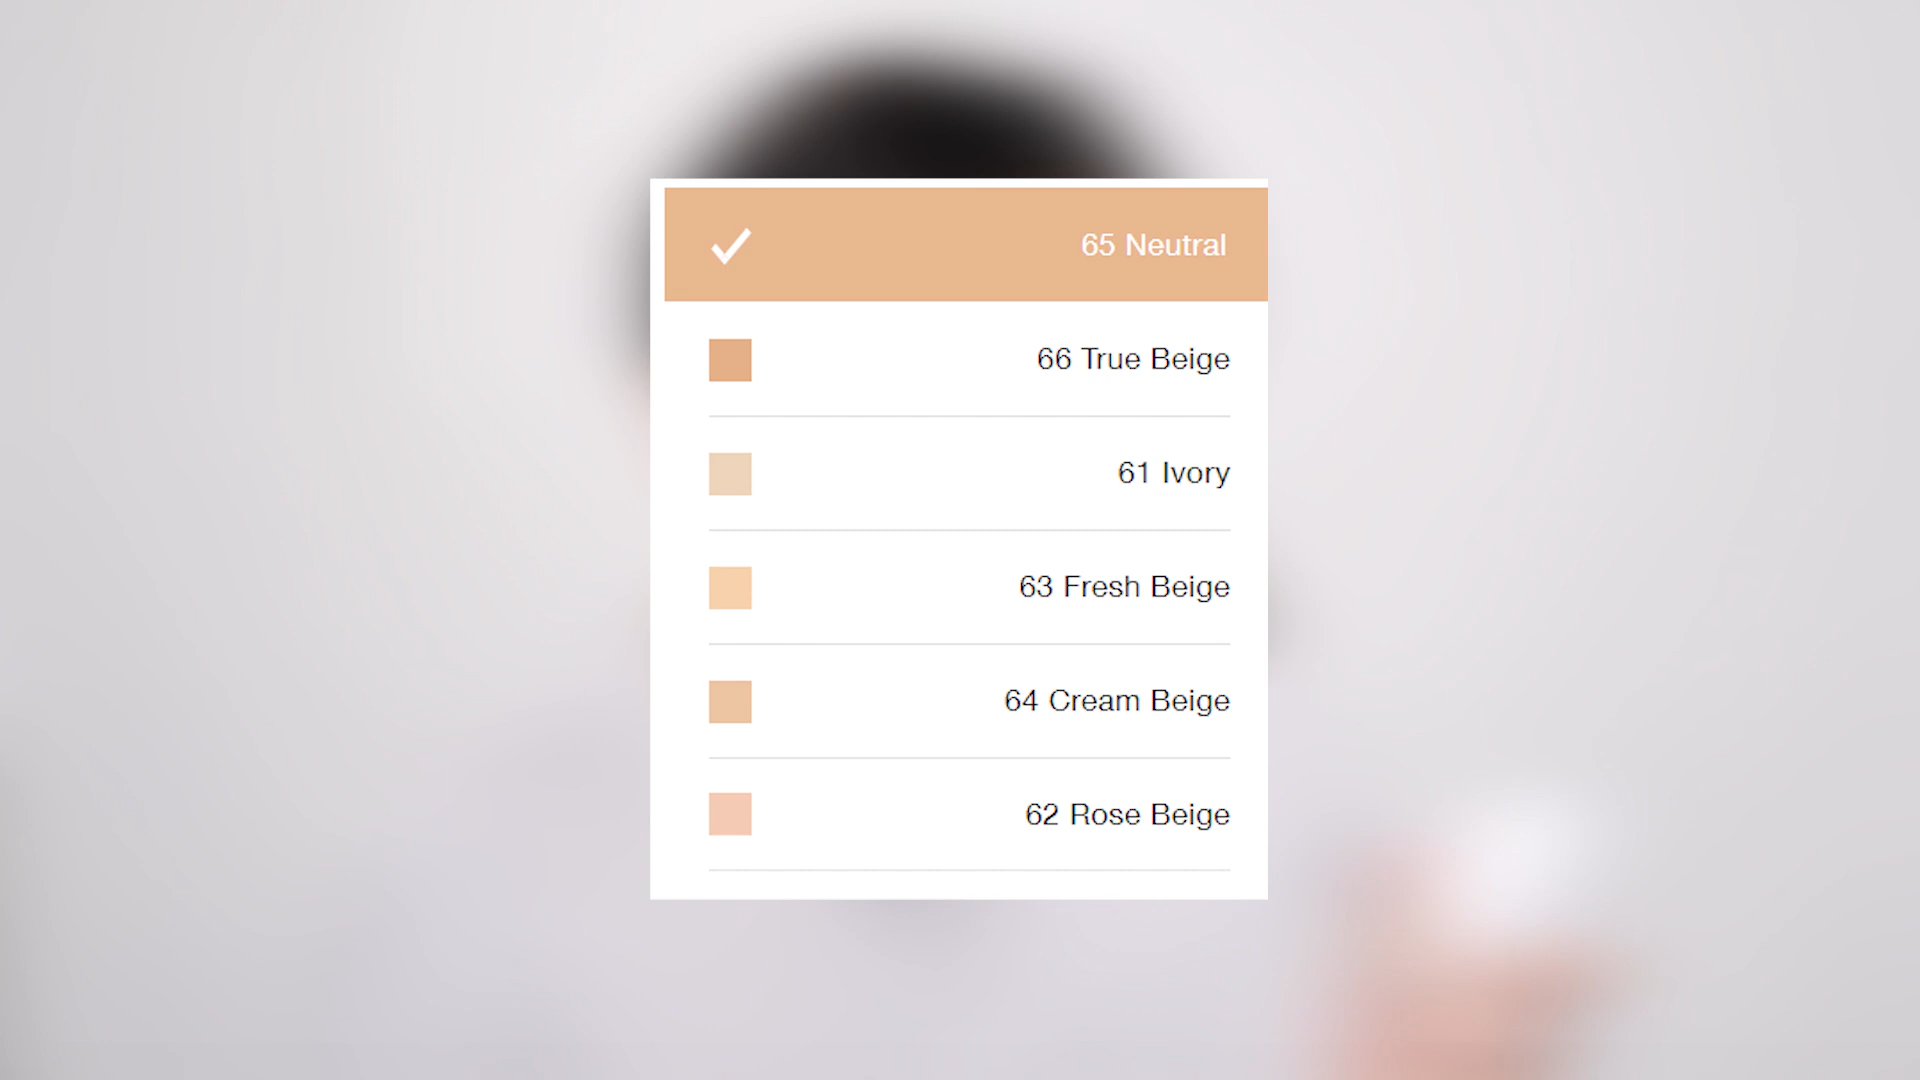 65 Neutral
66 True Beige
61 Ivory
63 Fresh Beige
64 Cream Beige
62 Rose Beige